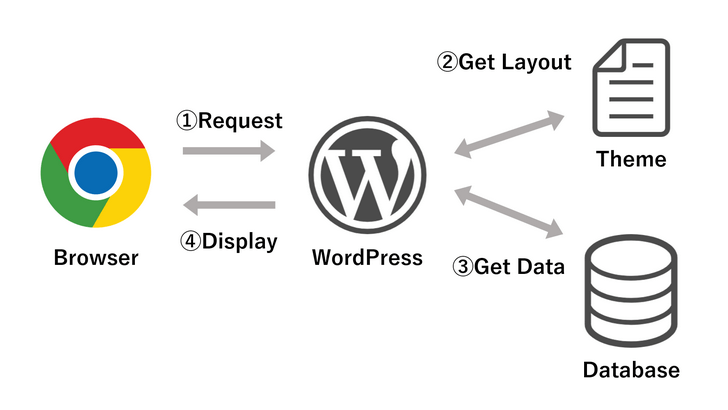 ①Request
④Display
Browser
WordPress
②Get Layout
Theme
③Get Data
Database